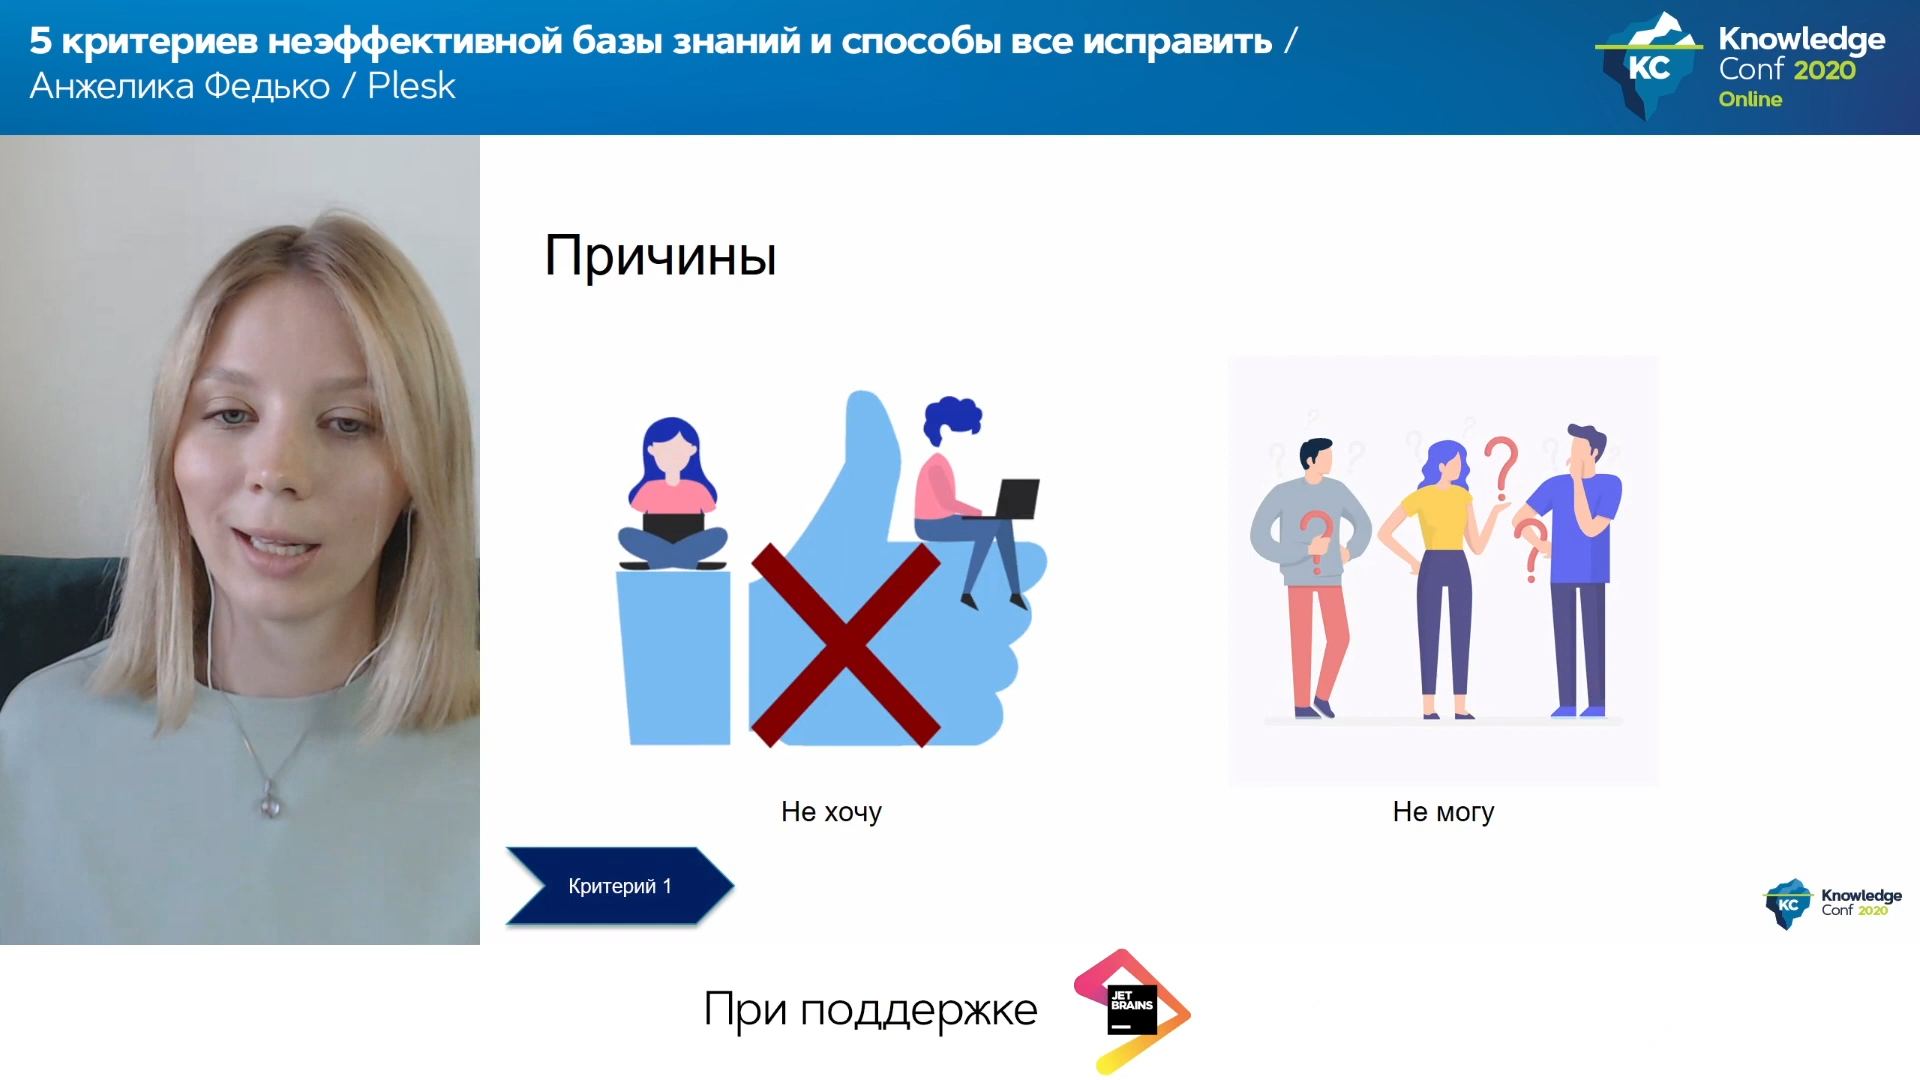 5 критериев неэффективной базы знаний и способы все исправить /
Анжелика Федько / Plesk
KC
Knowledge
Conf 2020
Online
Причины
Не хочу
Не могу
Критерий 1
KC
Knowledge
Conf 2020
При поддержке
JET
BRAINS